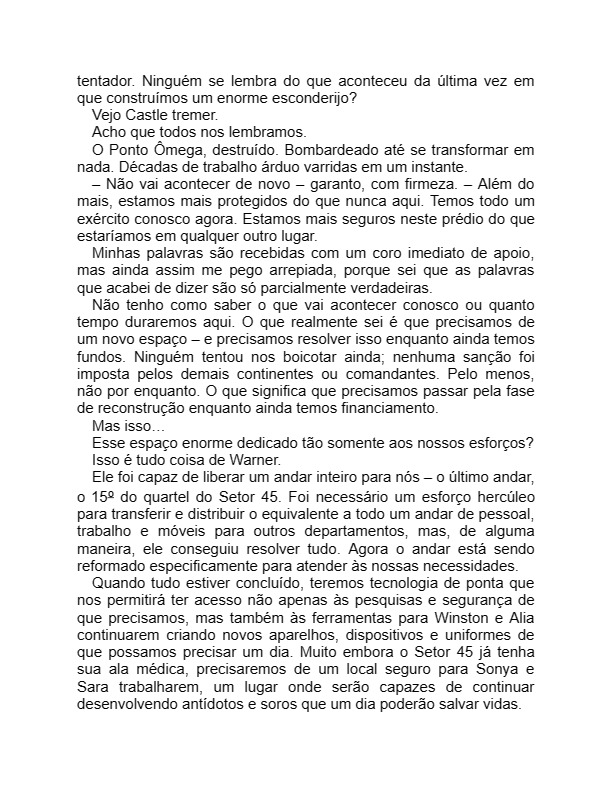 tentador. Ninguém se lembra do que aconteceu da última vez em
que construímos um enorme esconderijo?
Vejo Castle tremer.
Acho que todos nos lembramos.
O Ponto Ômega, destruído. Bombardeado até se transformar em
nada. Décadas de trabalho árduo varridas em um instante.
– Não vai acontecer de novo – garanto, com firmeza. – Além do
mais, estamos mais protegidos do que nunca aqui. Temos todo um
exército conosco agora. Estamos mais seguros neste prédio do que
estaríamos em qualquer outro lugar.
Minhas palavras são recebidas com um coro imediato de apoio,
mas ainda assim me pego arrepiada, porque sei que as palavras
que acabei de dizer são só parcialmente verdadeiras.
Não tenho como saber o que vai acontecer conosco ou quanto
tempo duraremos aqui. O que realmente sei é que precisamos de
um novo espaço – e precisamos resolver isso enquanto ainda temos
fundos. Ninguém tentou nos boicotar ainda; nenhuma sanção foi
imposta pelos demais continentes ou comandantes. Pelo menos,
não por enquanto. O que significa que precisamos passar pela fase
de reconstrução enquanto ainda temos financiamento.
Mas isso…
Esse espaço enorme dedicado tão somente aos nossos esforços?
Isso é tudo coisa de Warner.
Ele foi capaz de liberar um andar inteiro para nós – o último andar,
o 15º do quartel do Setor 45. Foi necessário um esforço hercúleo
para transferir e distribuir o equivalente a todo um andar de pessoal,
trabalho e móveis para outros departamentos, mas, de alguma
maneira, ele conseguiu resolver tudo. Agora o andar está sendo
reformado especificamente para atender às nossas necessidades.
Quando tudo estiver concluído, teremos tecnologia de ponta que
nos permitirá ter acesso não apenas às pesquisas e segurança de
que precisamos, mas também às ferramentas para Winston e Alia
continuarem criando novos aparelhos, dispositivos e uniformes de
que possamos precisar um dia. Muito embora o Setor 45 já tenha
sua ala médica, precisaremos de um local seguro para Sonya e
Sara trabalharem, um lugar onde serão capazes de continuar
desenvolvendo antídotos e soros que um dia poderão salvar vidas.